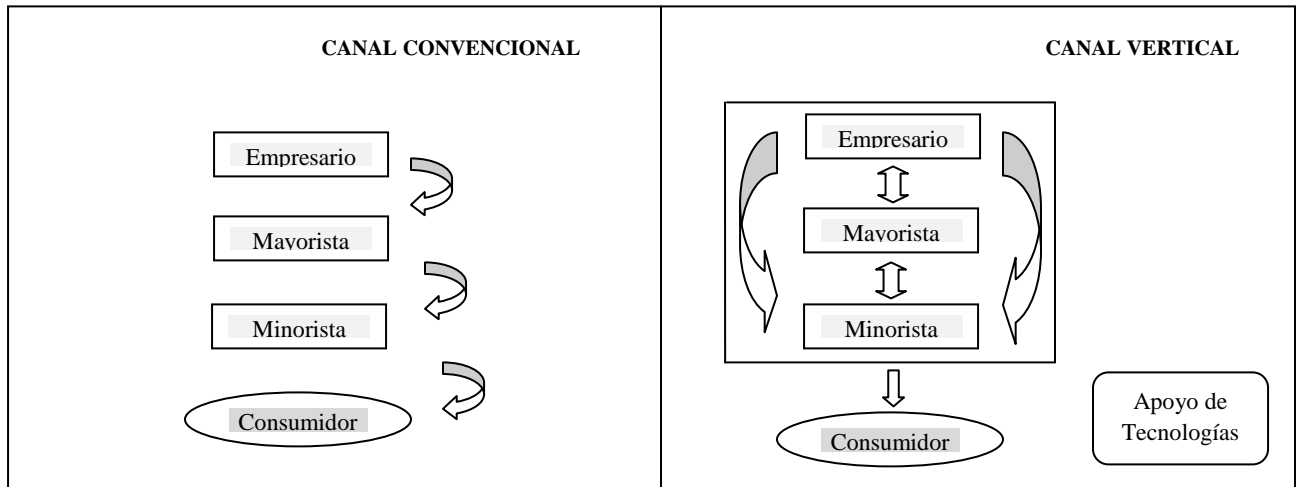 CANAL CONVENCIONAL
Empresario
Mayorista
Minorista
Consumidor
CANAL VERTICAL
Empresario
Mayorista
Minorista
Consumidor
Apoyo de
Tecnologías